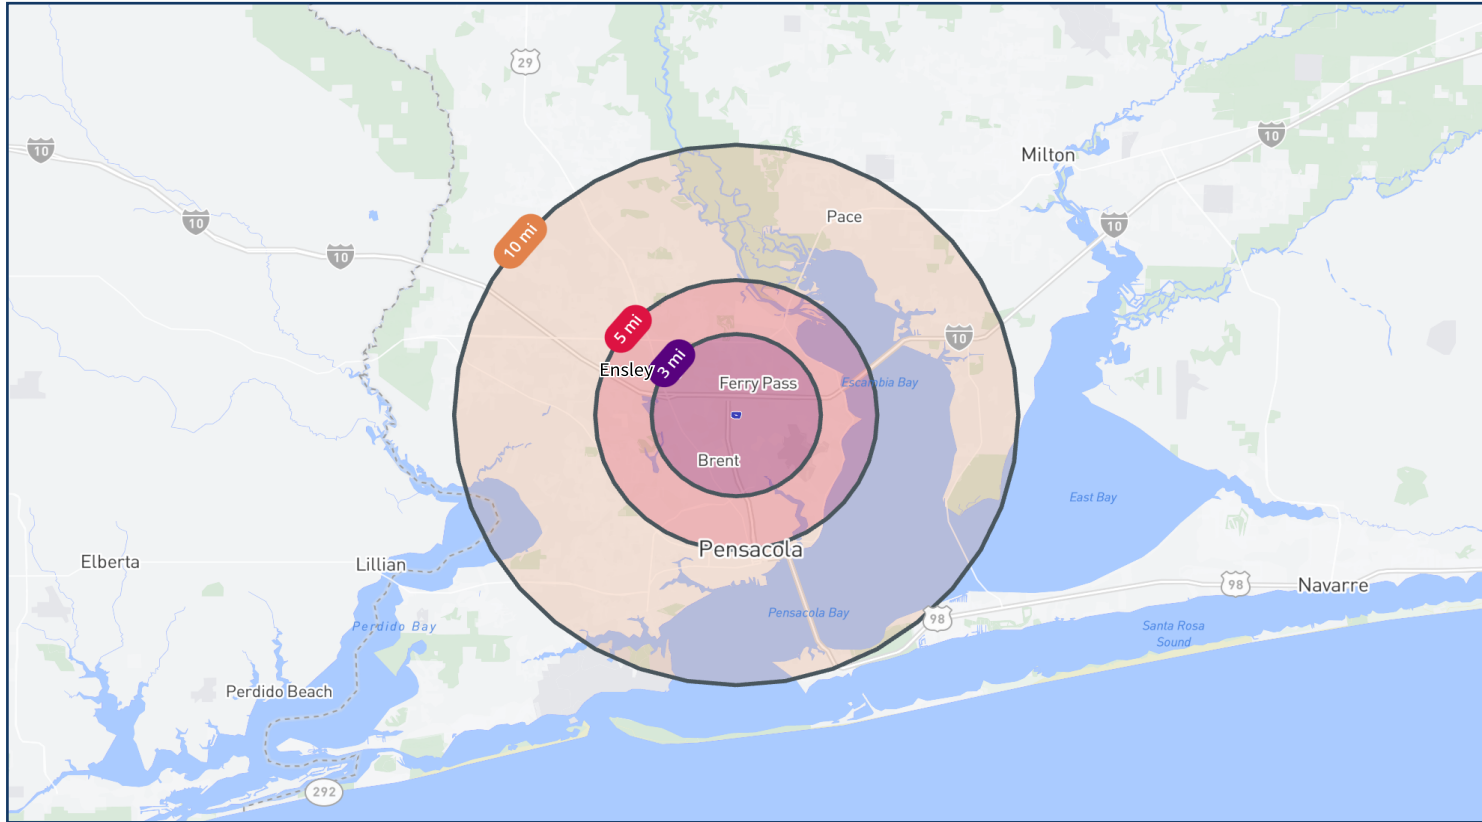 29
10
10
Milton
Pace
10
10
10
10 mi
5 mi
3 mi
Ensley
10
Ferry Pass
Escambia Bay
Brent
East Bay
Pensacola
Elberta
Lillian
98
Navarre
Pensacola Bay
98
Perdido Bay
Santa Rosa
Sound
Perdido Beach
292